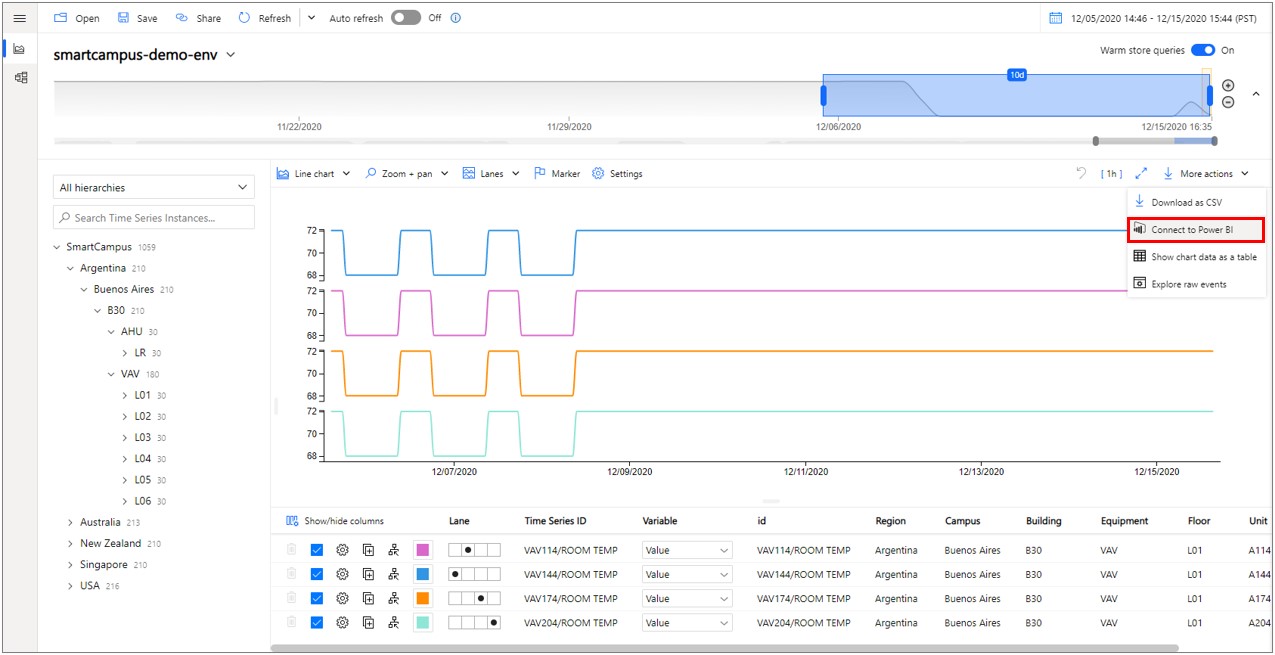 Open Save Share Refresh Auto refresh Off 12/05/2020 14:46 - 12/15/2020 15:44 (PST)
smartcampus-demo-env Warm store queries On
10d
11/22/2020 11/29/2020 12/06/2020 12/15/2020 16:35
All hierarchies
Search Time Series Instances...
SmartCampus 1059
Argentina 210
Buenos Aires 210
B30 210
AHU 30
LR 30
VAV 180
L01 30
L02 30
L03 30
L04 30
L05 30
L06 30
Australia 213
New Zealand 210
Singapore 210
USA 216
Line chart Zoom + pan Lanes Marker Settings [ 1h ] More actions
Download as CSV
Connect to Power BI
Show chart data as a table
Explore raw events
72
70
68
72
70
68
72
70
68
72
70
68
12/07/2020 12/09/2020 12/11/2020 12/13/2020 12/15/2020
Show/hide columns Lane Time Series ID Variable id Region Campus Building Equipment Floor Unit
VAV114/ROOM TEMP Value VAV114/ROOM TEMP Argentina Buenos Aires B30 VAV L01 A114
VAV144/ROOM TEMP Value VAV144/ROOM TEMP Argentina Buenos Aires B30 VAV L01 A144
VAV174/ROOM TEMP Value VAV174/ROOM TEMP Argentina Buenos Aires B30 VAV L01 A174
VAV204/ROOM TEMP Value VAV204/ROOM TEMP Argentina Buenos Aires B30 VAV L01 A204